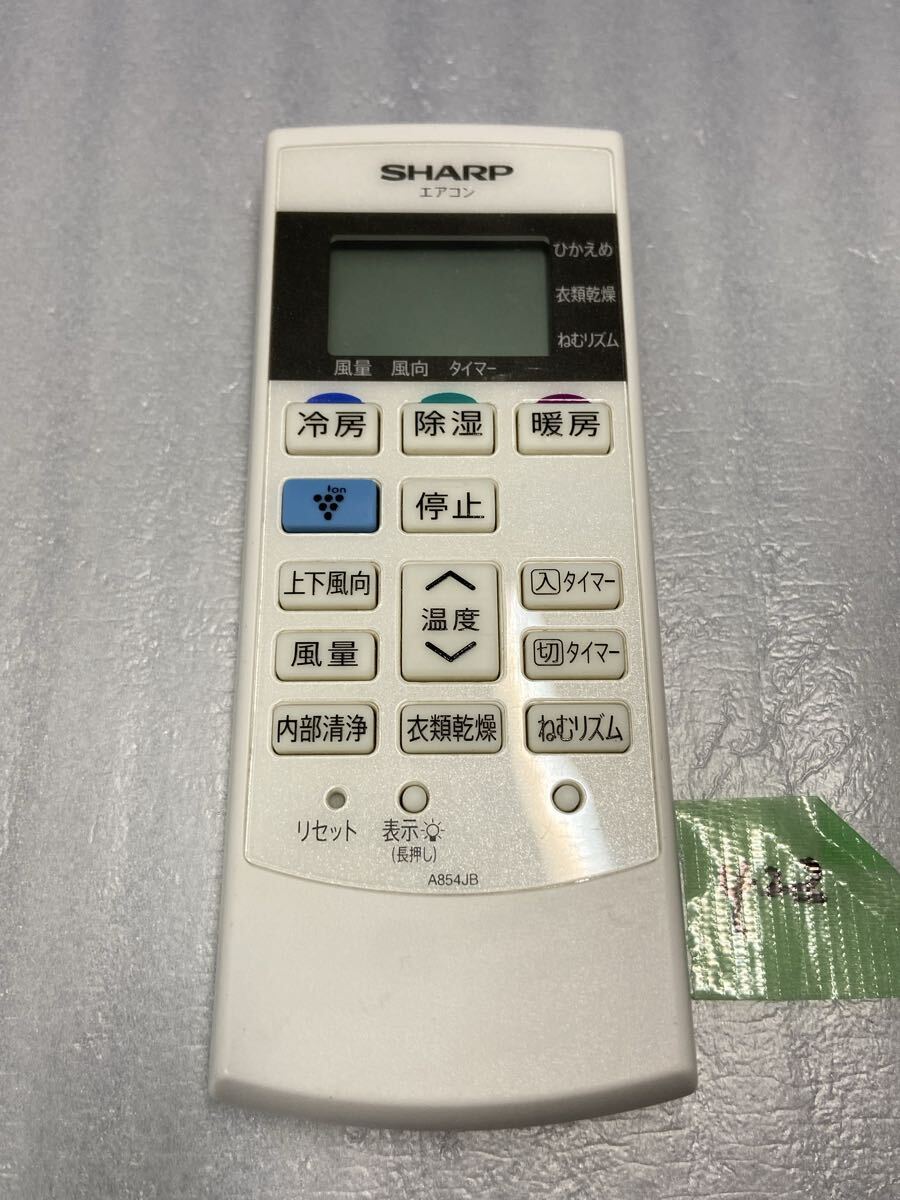 SHARP
エアコン
ひかえめ
衣類乾燥
ねむリズム
風量 風向 タイマー
冷房 除湿 暖房
Ion
停止
上下風向 温度 入タイマー
風量 切タイマー
内部清浄 衣類乾燥 ねむリズム
リセット 表示
(長押し)
A854JB